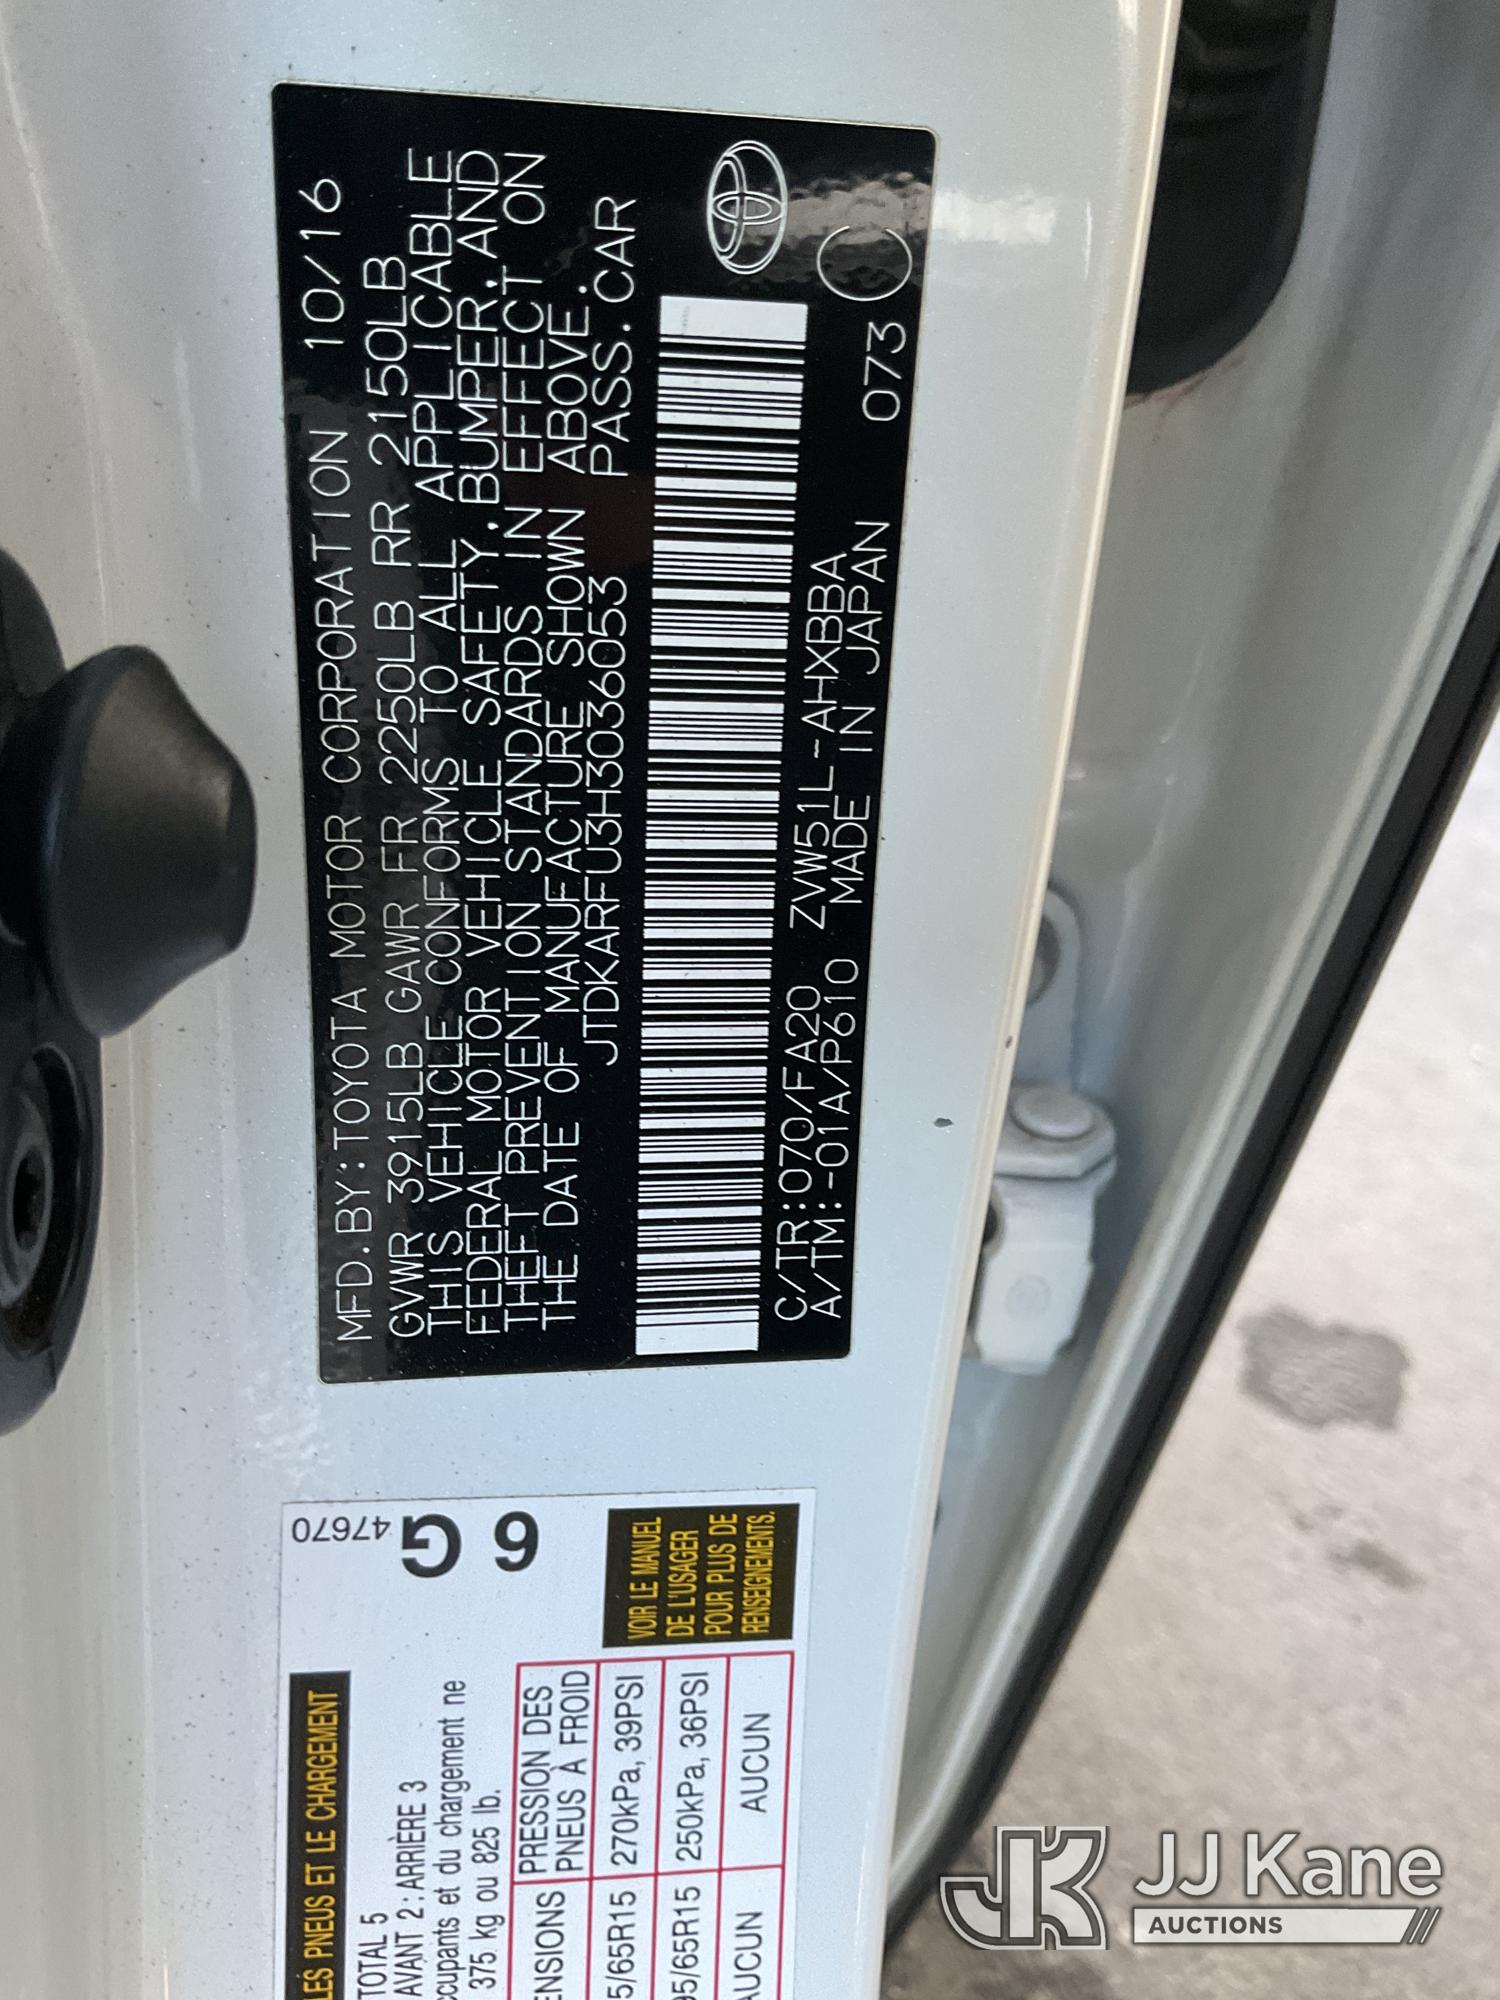 MFD.BY:TOYOTA MOTOR CORPORATION 10/16
GVWR 3915LB GAWR FR 2250LB RR 2150LB
THIS VEHICLE CONFORMS TO ALL APPLICABLE
FEDERAL MOTOR VEHICLE SAFETY,BUMPER,AND
THEFT PREVENTION STANDARDS IN EFFECT ON
THE DATE OF MANUFACTURE SHOWN ABOVE.
JTDKARFU3H3036053 PASS.CAR
C/TR:070/FA20 ZVW51L-AHXBBA 073 C
A/TM:-01A/P610 MADE IN JAPAN
47670
G
6
LES PNEUS ET LE CHARGEMENT
TOTAL 5
AVANT 2:ARRIÈRE 3
et du chargement ne
375 kg ou 825 lb.
PRESSION DES
PNEUS À FROID
5/65R15 270kPa, 39PSI
95/65R15 250kPa, 36PSI
AUCUN AUCUN
VOIR LE MANUEL
DE L'USAGER
POUR PLUS DE
RENSEIGNEMENTS.
JK JJ Kane
AUCTIONS